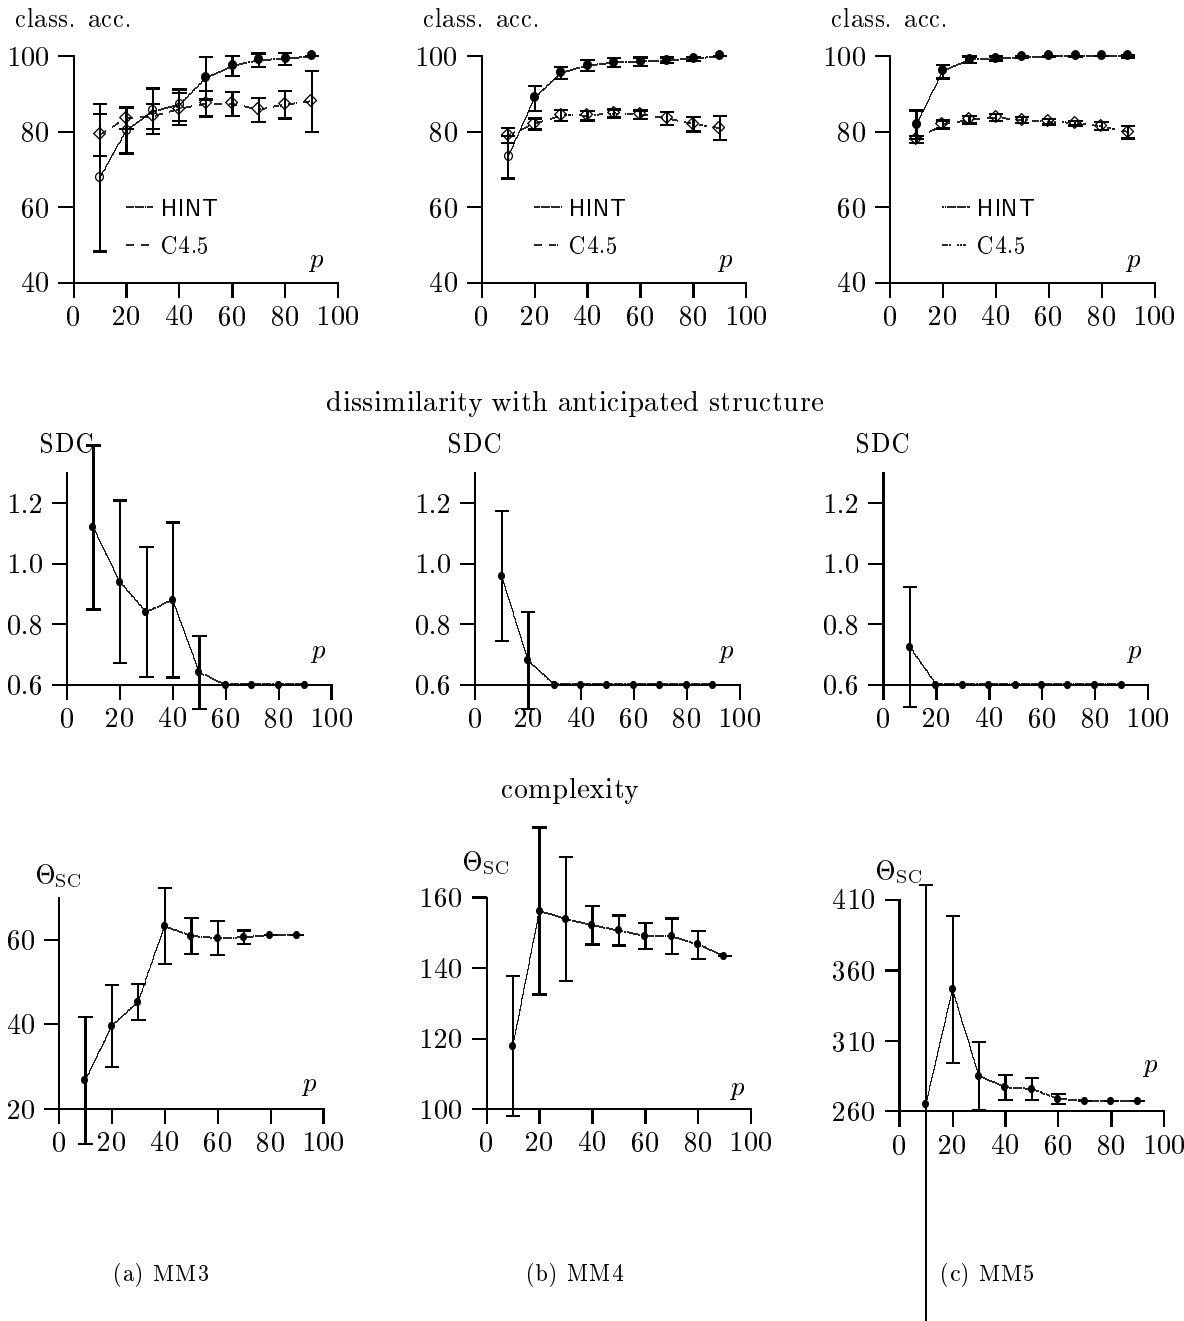 class. acc.
class. acc.
class. acc.
100
80
60
40
0 20 40 60 80 100
HINT
C4.5
p
100
80
60
40
0 20 40 60 80 100
HINT
C4.5
p
100
80
60
40
0 20 40 60 80 100
HINT
C4.5
p
dissimilarity with anticipated structure
SDC
1.2
1.0
0.8
0.6
0 20 40 60 80 100
p
SDC
1.2
1.0
0.8
0.6
0 20 40 60 80 100
p
SDC
1.2
1.0
0.8
0.6
0 20 40 60 80 100
p
complexity
ΘSC
60
40
20
0 20 40 60 80 100
p
ΘSC
160
140
120
100
0 20 40 60 80 100
p
ΘSC
410
360
310
260
0 20 40 60 80 100
p
(a) MM3
(b) MM4
(c) MM5